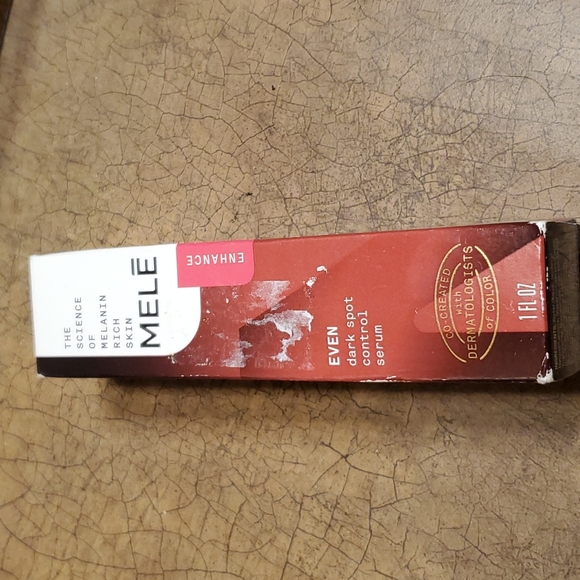 THE
SCIENCE
OF
MELANIN
RICH
SKIN
MELĒ
ENHANCE
EVEN
dark spot
control
serum
CO-CREATED
with
DERMATOLOGISTS
of COLOR
1 FL OZ